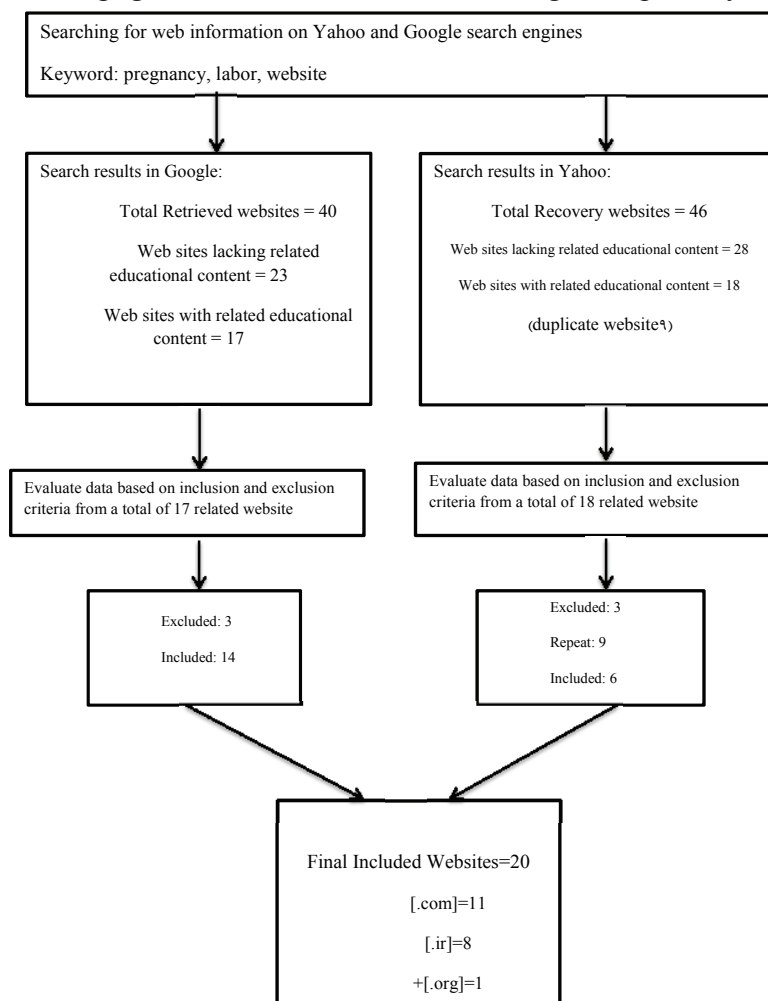 Searching for web information on Yahoo and Google search engines
Keyword: pregnancy, labor, website
Search results in Google:
Total Retrieved websites = 40
Web sites lacking related
educational content = 23
Web sites with related educational
content = 17
Search results in Yahoo:
Total Recovery websites = 46
Web sites lacking related educational content = 28
Web sites with related educational content = 18
(duplicate website۹)
Evaluate data based on inclusion and exclusion
criteria from a total of 17 related website
Evaluate data based on inclusion and exclusion
criteria from a total of 18 related website
Excluded: 3
Included: 14
Excluded: 3
Repeat: 9
Included: 6
Final Included Websites=20
[.com]=11
[.ir]=8
+[.org]=1